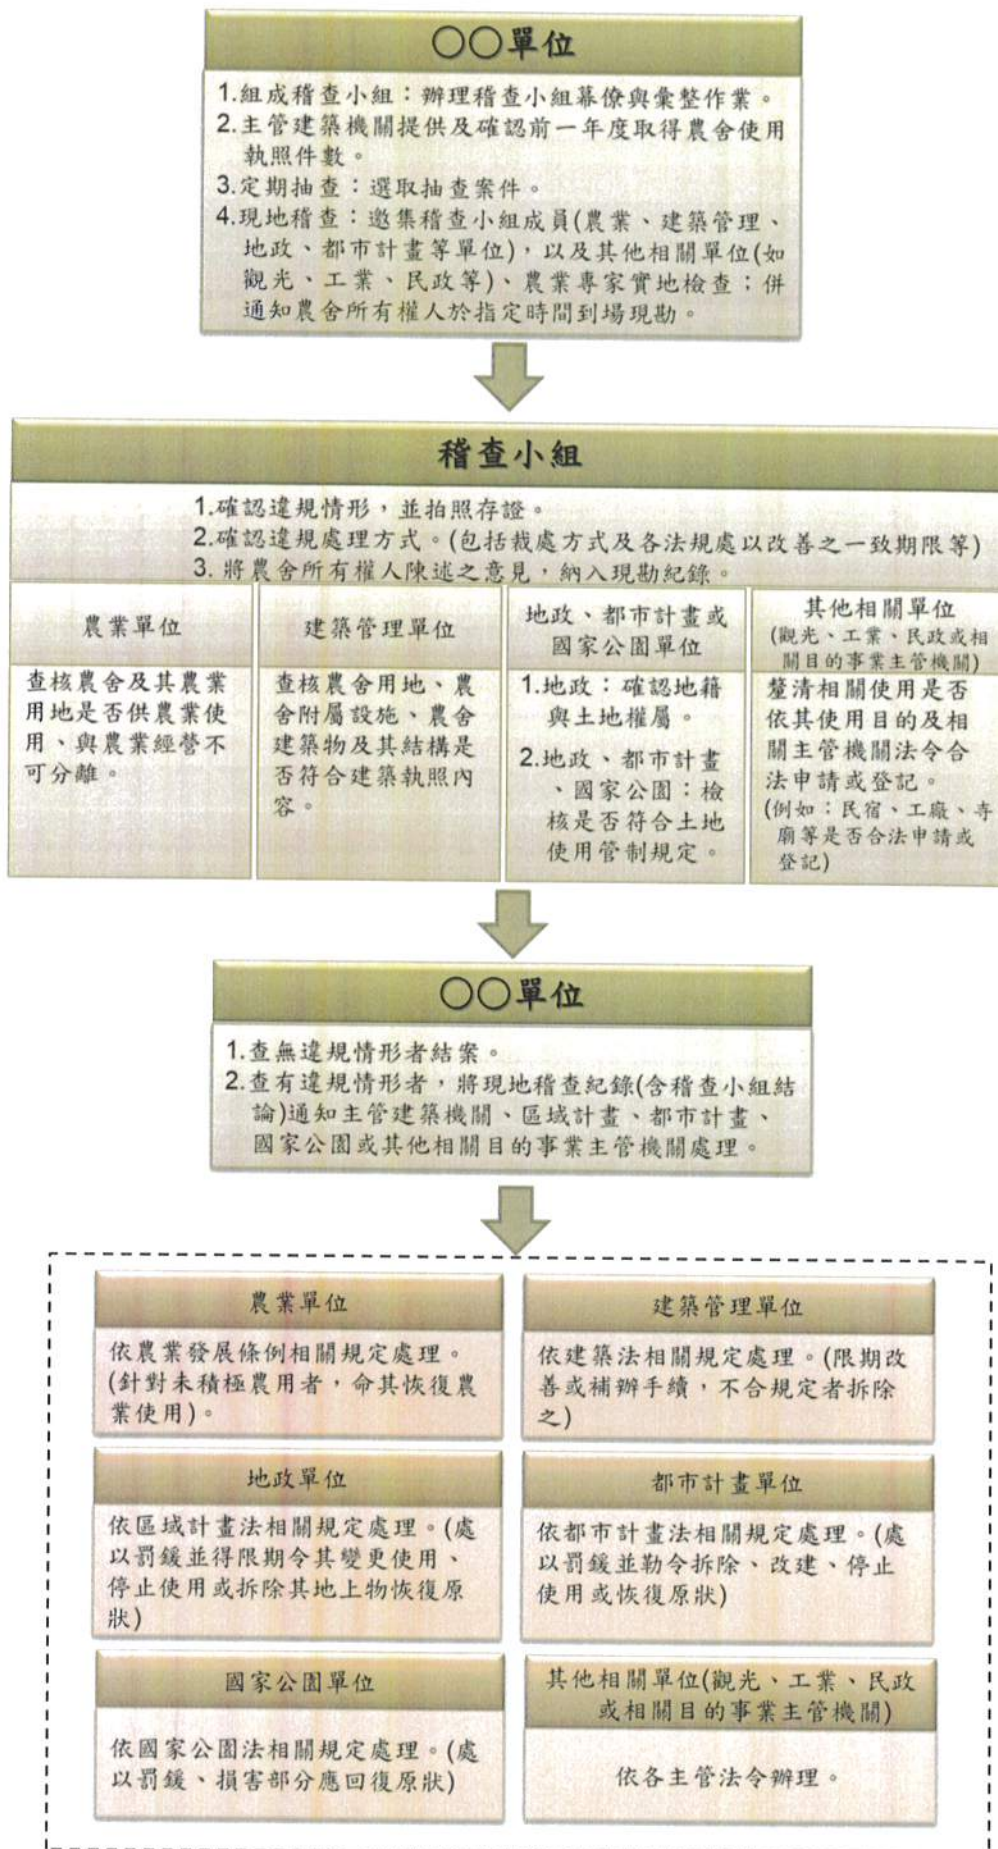 ○○單位
1.組成稽查小組：辦理稽查小組幕僚與彙整作業。
2.主管建築機關提供及確認前一年度取得農舍使用
執照件數。
3.定期抽查：選取抽查案件。
4.現地稽查：邀集稽查小組成員(農業、建築管理、
地政、都市計畫等單位)，以及其他相關單位(如
觀光、工業、民政等)、農業專家實地檢查；併
通知農舍所有權人於指定時間到場現勘。
稽查小組
1.確認違規情形，並拍照存證。
2.確認違規處理方式。(包括裁處方式及各法規處以改善之一致期限等)
3. 將農舍所有權人陳述之意見，納入現勘紀錄。
農業單位
查核農舍及其農業
用地是否供農業使
用、與農業經營不
可分離。
建築管理單位
查核農舍用地、農
舍附屬設施、農舍
建築物及其結構是
否符合建築執照內
容。
地政、都市計畫或
國家公園單位
1.地政：確認地籍
與土地權屬。
2.地政、都市計畫
、國家公園：檢
核是否符合土地
使用管制規定。
其他相關單位
(觀光、工業、民政或相
關目的事業主管機關)
釐清相關使用是否
依其使用目的及相
關主管機關法令合
法申請或登記。
(例如：民宿、工廠、寺
廟等是否合法申請或
登記)
○○單位
1.查無違規情形者結案。
2.查有違規情形者，將現地稽查紀錄(含稽查小組結
論)通知主管建築機關、區域計畫、都市計畫、
國家公園或其他相關目的事業主管機關處理。
農業單位
依農業發展條例相關規定處理。
(針對未積極農用者，命其恢復農
業使用)。
建築管理單位
依建築法相關規定處理。(限期改
善或補辦手續，不合規定者拆除
之)
地政單位
依區域計畫法相關規定處理。(處
以罰鍰並得限期令其變更使用、
停止使用或拆除其地上物恢復原
狀)
都市計畫單位
依都市計畫法相關規定處理。(處
以罰鍰並勒令拆除、改建、停止
使用或恢復原狀)
國家公園單位
依國家公園法相關規定處理。(處
以罰鍰、損害部分應回復原狀)
其他相關單位(觀光、工業、民政
或相關目的事業主管機關)
依各主管法令辦理。